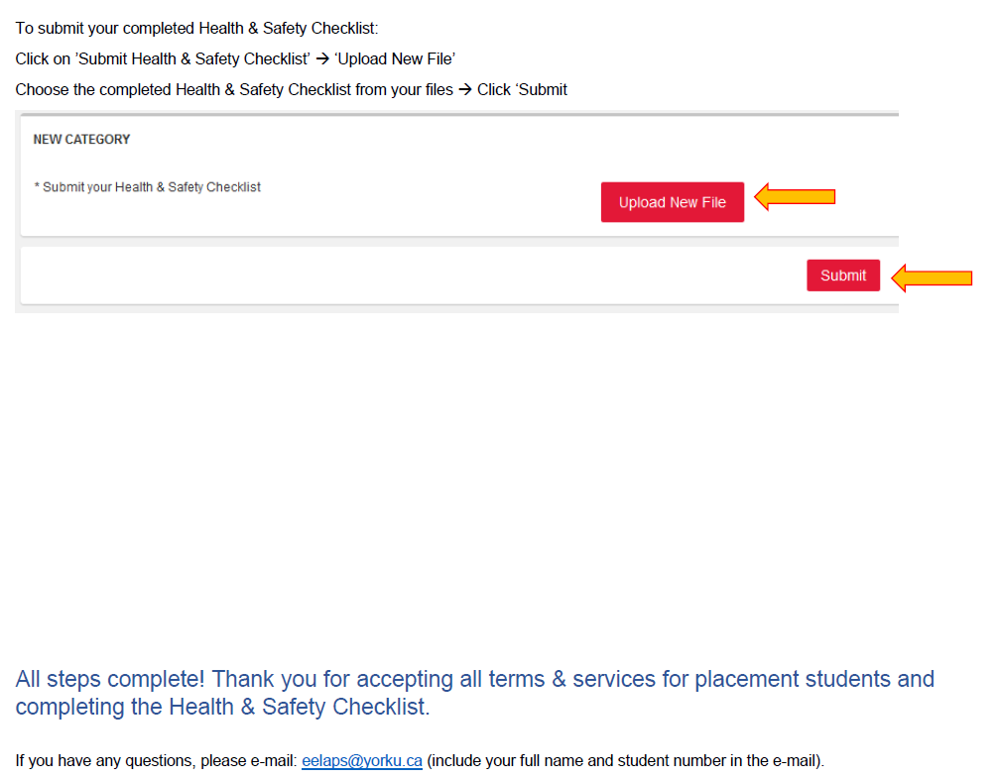 To submit your completed Health & Safety Checklist:
Click on ’Submit Health & Safety Checklist’ → ‘Upload New File’
Choose the completed Health & Safety Checklist from your files → Click ‘Submit
NEW CATEGORY
* Submit your Health & Safety Checklist
Upload New File
Submit
All steps complete! Thank you for accepting all terms & services for placement students and
completing the Health & Safety Checklist.
If you have any questions, please e-mail: eelaps@yorku.ca (include your full name and student number in the e-mail).